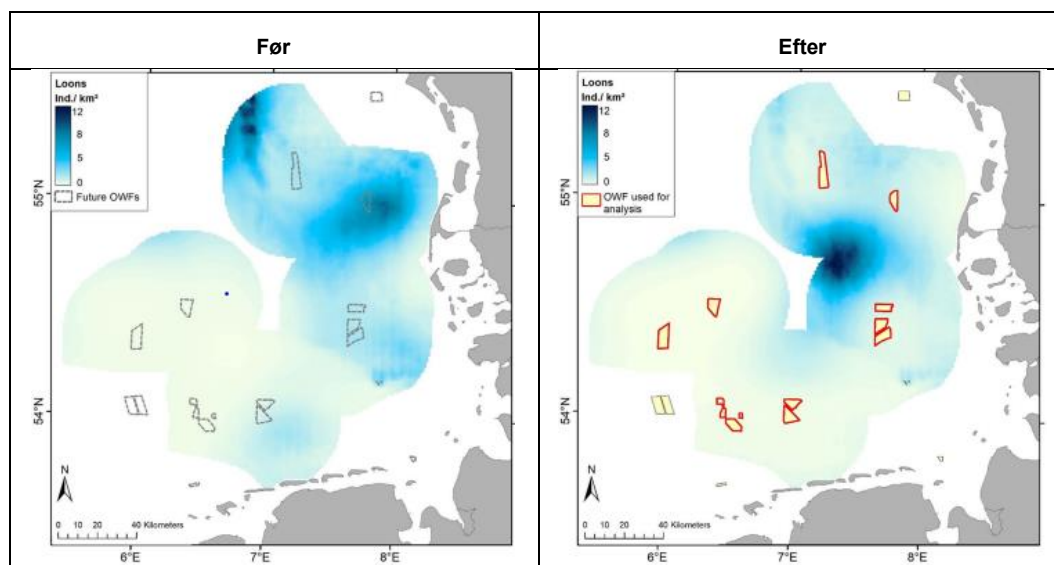 Før
Efter
Loons
Ind./ km²
12
8
4
0
Future OWFs
55°N
54°N
N
0 10 20 40 Kilometers
6°E 7°E 8°E
Loons
Ind./ km²
12
8
4
0
OWF used for
analysis
55°N
54°N
N
0 10 20 40 Kilometers
6°E 7°E 8°E